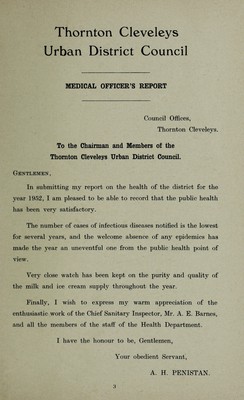 Thornton Cleveleys
Urban District Council
MEDICAL OFFICER'S REPORT
Council Offices,
Thornton Cleveleys.
To the Chairman and Members of the
Thornton Cleveleys Urban District Council.
GENTLEMEN,
In submitting my report on the health of the district for the
year 1952, I am pleased to be able to record that the public health
has been very satisfactory.
The number of cases of infectious diseases notified is the lowest
for several years, and the welcome absence of any epidemics has
made the year an uneventful one from the public health point of
view.
Very close watch has been kept on the purity and quality of
the milk and ice cream supply throughout the year.
Finally, I wish to express my warm appreciation of the
enthusiastic work of the Chief Sanitary Inspector, Mr. A. E. Barnes,
and all the members of the staff of the Health Department.
I have the honour to be, Gentlemen,
Your obedient Servant,
A. H. PENISTAN.
3